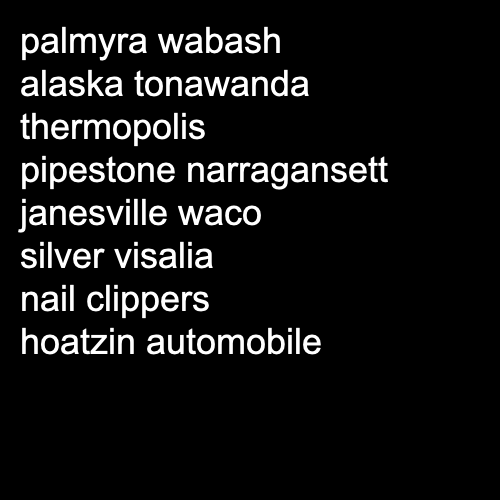 palmyra wabash
alaska tonawanda
thermopolis
pipestone narragansett
janesville waco
silver visalia
nail clippers
hoatzin automobile